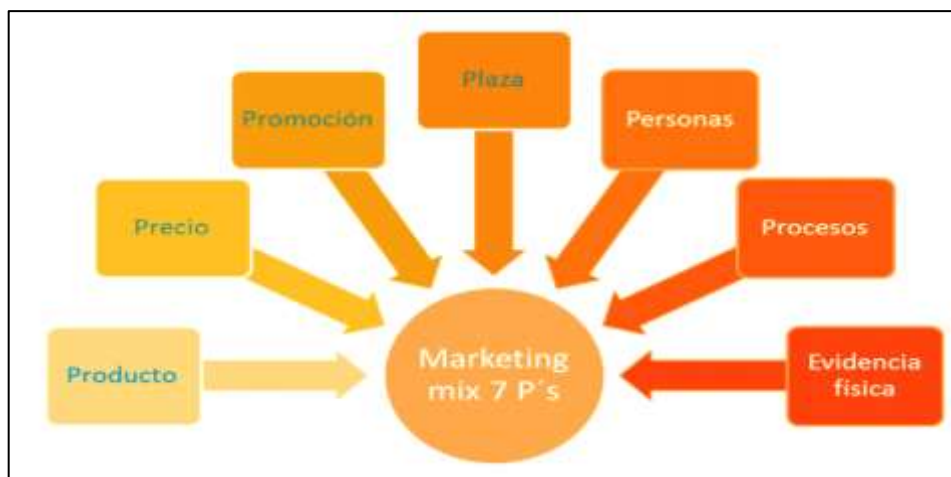 Producto
Precio
Promoción
Plaza
Personas
Procesos
Evidencia
física
Marketing
mix 7 P´s